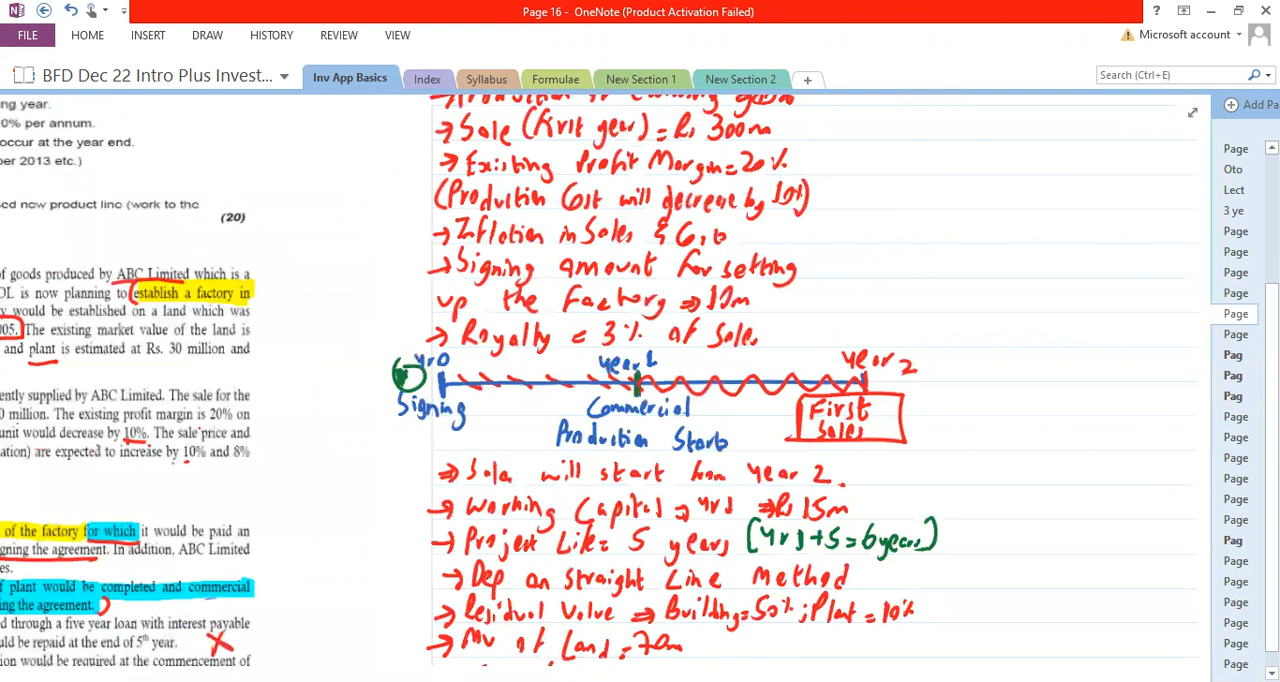 Page 16 - OneNote (Product Activation Failed)
FILE HOME INSERT DRAW HISTORY REVIEW VIEW
Microsoft account
BFD Dec 22 Intro Plus Invest... Inv App Basics Index Syllabus Formulae New Section 1 New Section 2
Search (Ctrl+E)
Add Pa
ng year.
0% per annum.
occur at the year end.
per 2013 etc.)
sed new product line (work to the
(20)
of goods produced by ABC Limited which is a
OL is now planning to establish a factory in
y would be established on a land which was
005. The existing market value of the land is
and plant is estimated at Rs. 30 million and
ently supplied by ABC Limited. The sale for the
0 million. The existing profit margin is 20% on
unit would decrease by 10%. The sale price and
ation) are expected to increase by 10% and 8%
of the factory for which it would be paid an
gning the agreement. In addition, ABC Limited
es.
f plant would be completed and commercial
ng the agreement.
d through a five year loan with interest payable
uld be repaid at the end of 5th year.
ion would be required at the commencement of
→ Sale (First year) = Rs 300m
→ Existing Profit Margin = 20%
(Production Cost will decrease by 10%)
→ Inflation in Sales &
→ Signing amount for setting
up the Factory ⇒ 10m
→ Royalty = 3% of Sales
yr 0 year 1 year 2
Signing Commercial First
Production Starts Sales
→ Sales will start from year 2.
→ Working Capital ⇒ yr 1 ⇒ Rs 15m
→ Project Life = 5 years [yr 1 + 5 = 6 years]
→ Dep on Straight Line Method
→ Residual Value ⇒ Building = 50%; Plant = 10%
→ MV of Land = 70m
Page
Oto
Lect
3 ye
Page
Page
Page
Page
Page
Page
Pag
Pag
Pag
Page
Page
Page
Page
Page
Page
Pag
Page
Page
Page
Page
Page
Page